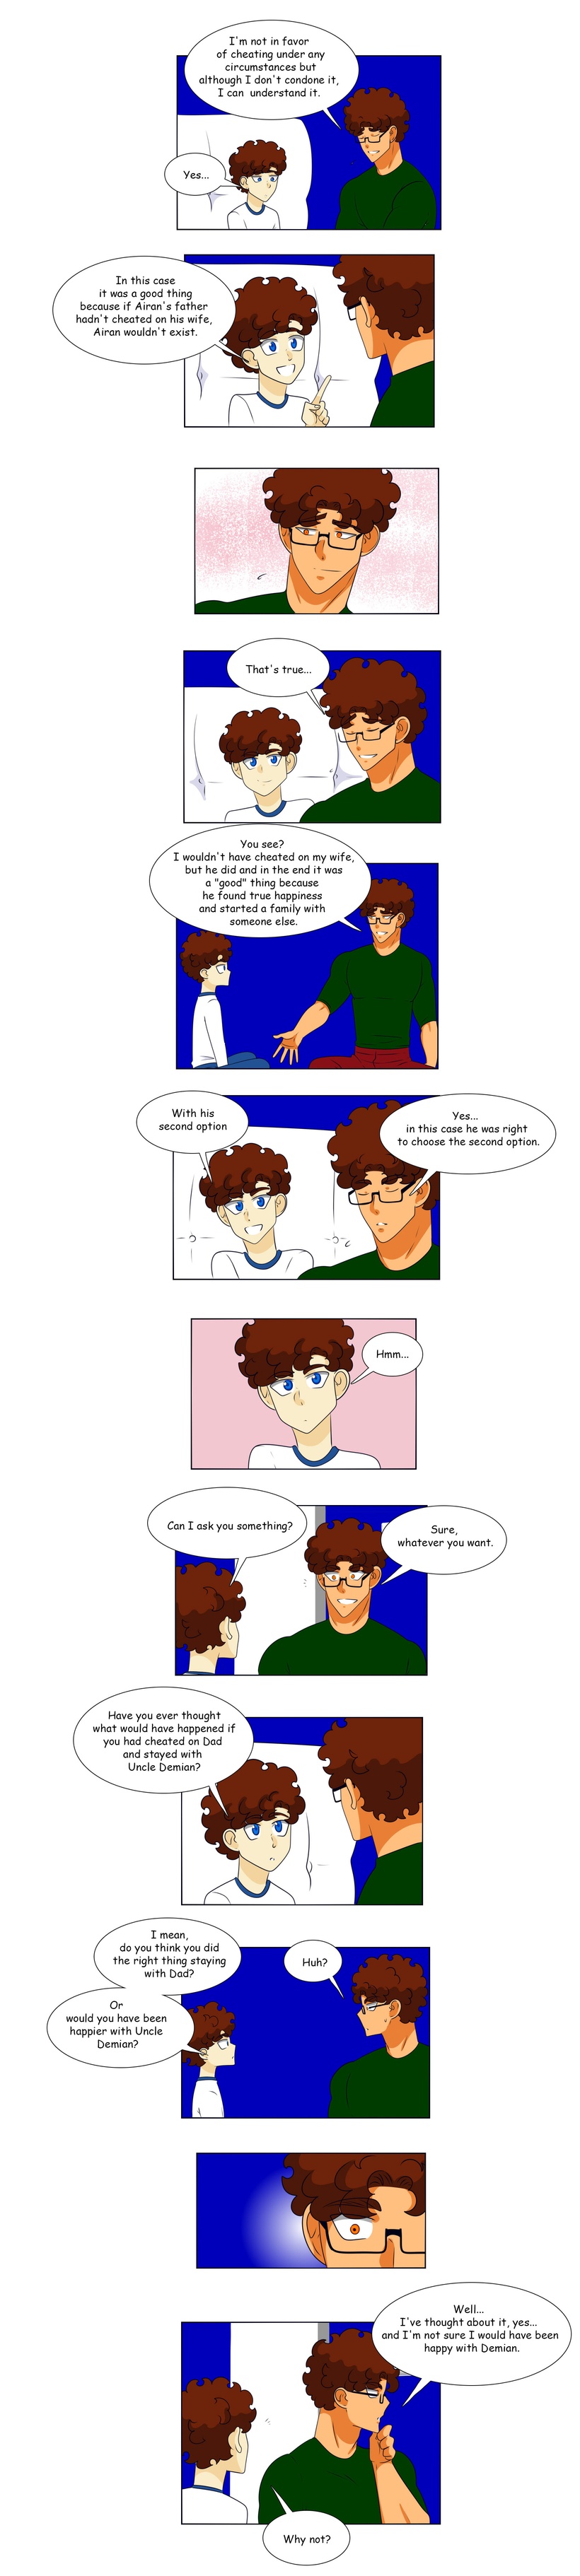 I'm not in favor
of cheating under any
circumstances but
although I don't condone it,
I can understand it.
Yes...
In this case
it was a good thing
because if Airan's father
hadn't cheated on his wife,
Airan wouldn't exist.
That's true...
You see?
I wouldn't have cheated on my wife,
but he did and in the end it was
a "good" thing because
he found true happiness
and started a family with
someone else.
With his
second option
Yes...
in this case he was right
to choose the second option.
Hmm...
Can I ask you something?
Sure,
whatever you want.
Have you ever thought
what would have happened if
you had cheated on Dad
and stayed with
Uncle Demian?
I mean,
do you think you did
the right thing staying
with Dad?
Or
would you have been
happier with Uncle
Demian?
Huh?
Well...
I've thought about it, yes...
and I'm not sure I would have been
happy with Demian.
Why not?